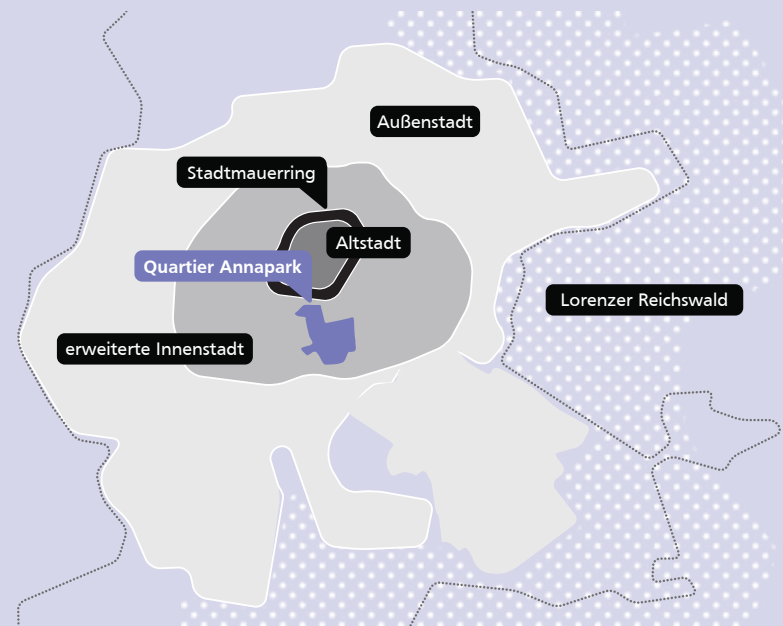 Außenstadt
Stadtmauerring
Altstadt
Quartier Annapark
Lorenzer Reichswald
erweiterte Innenstadt